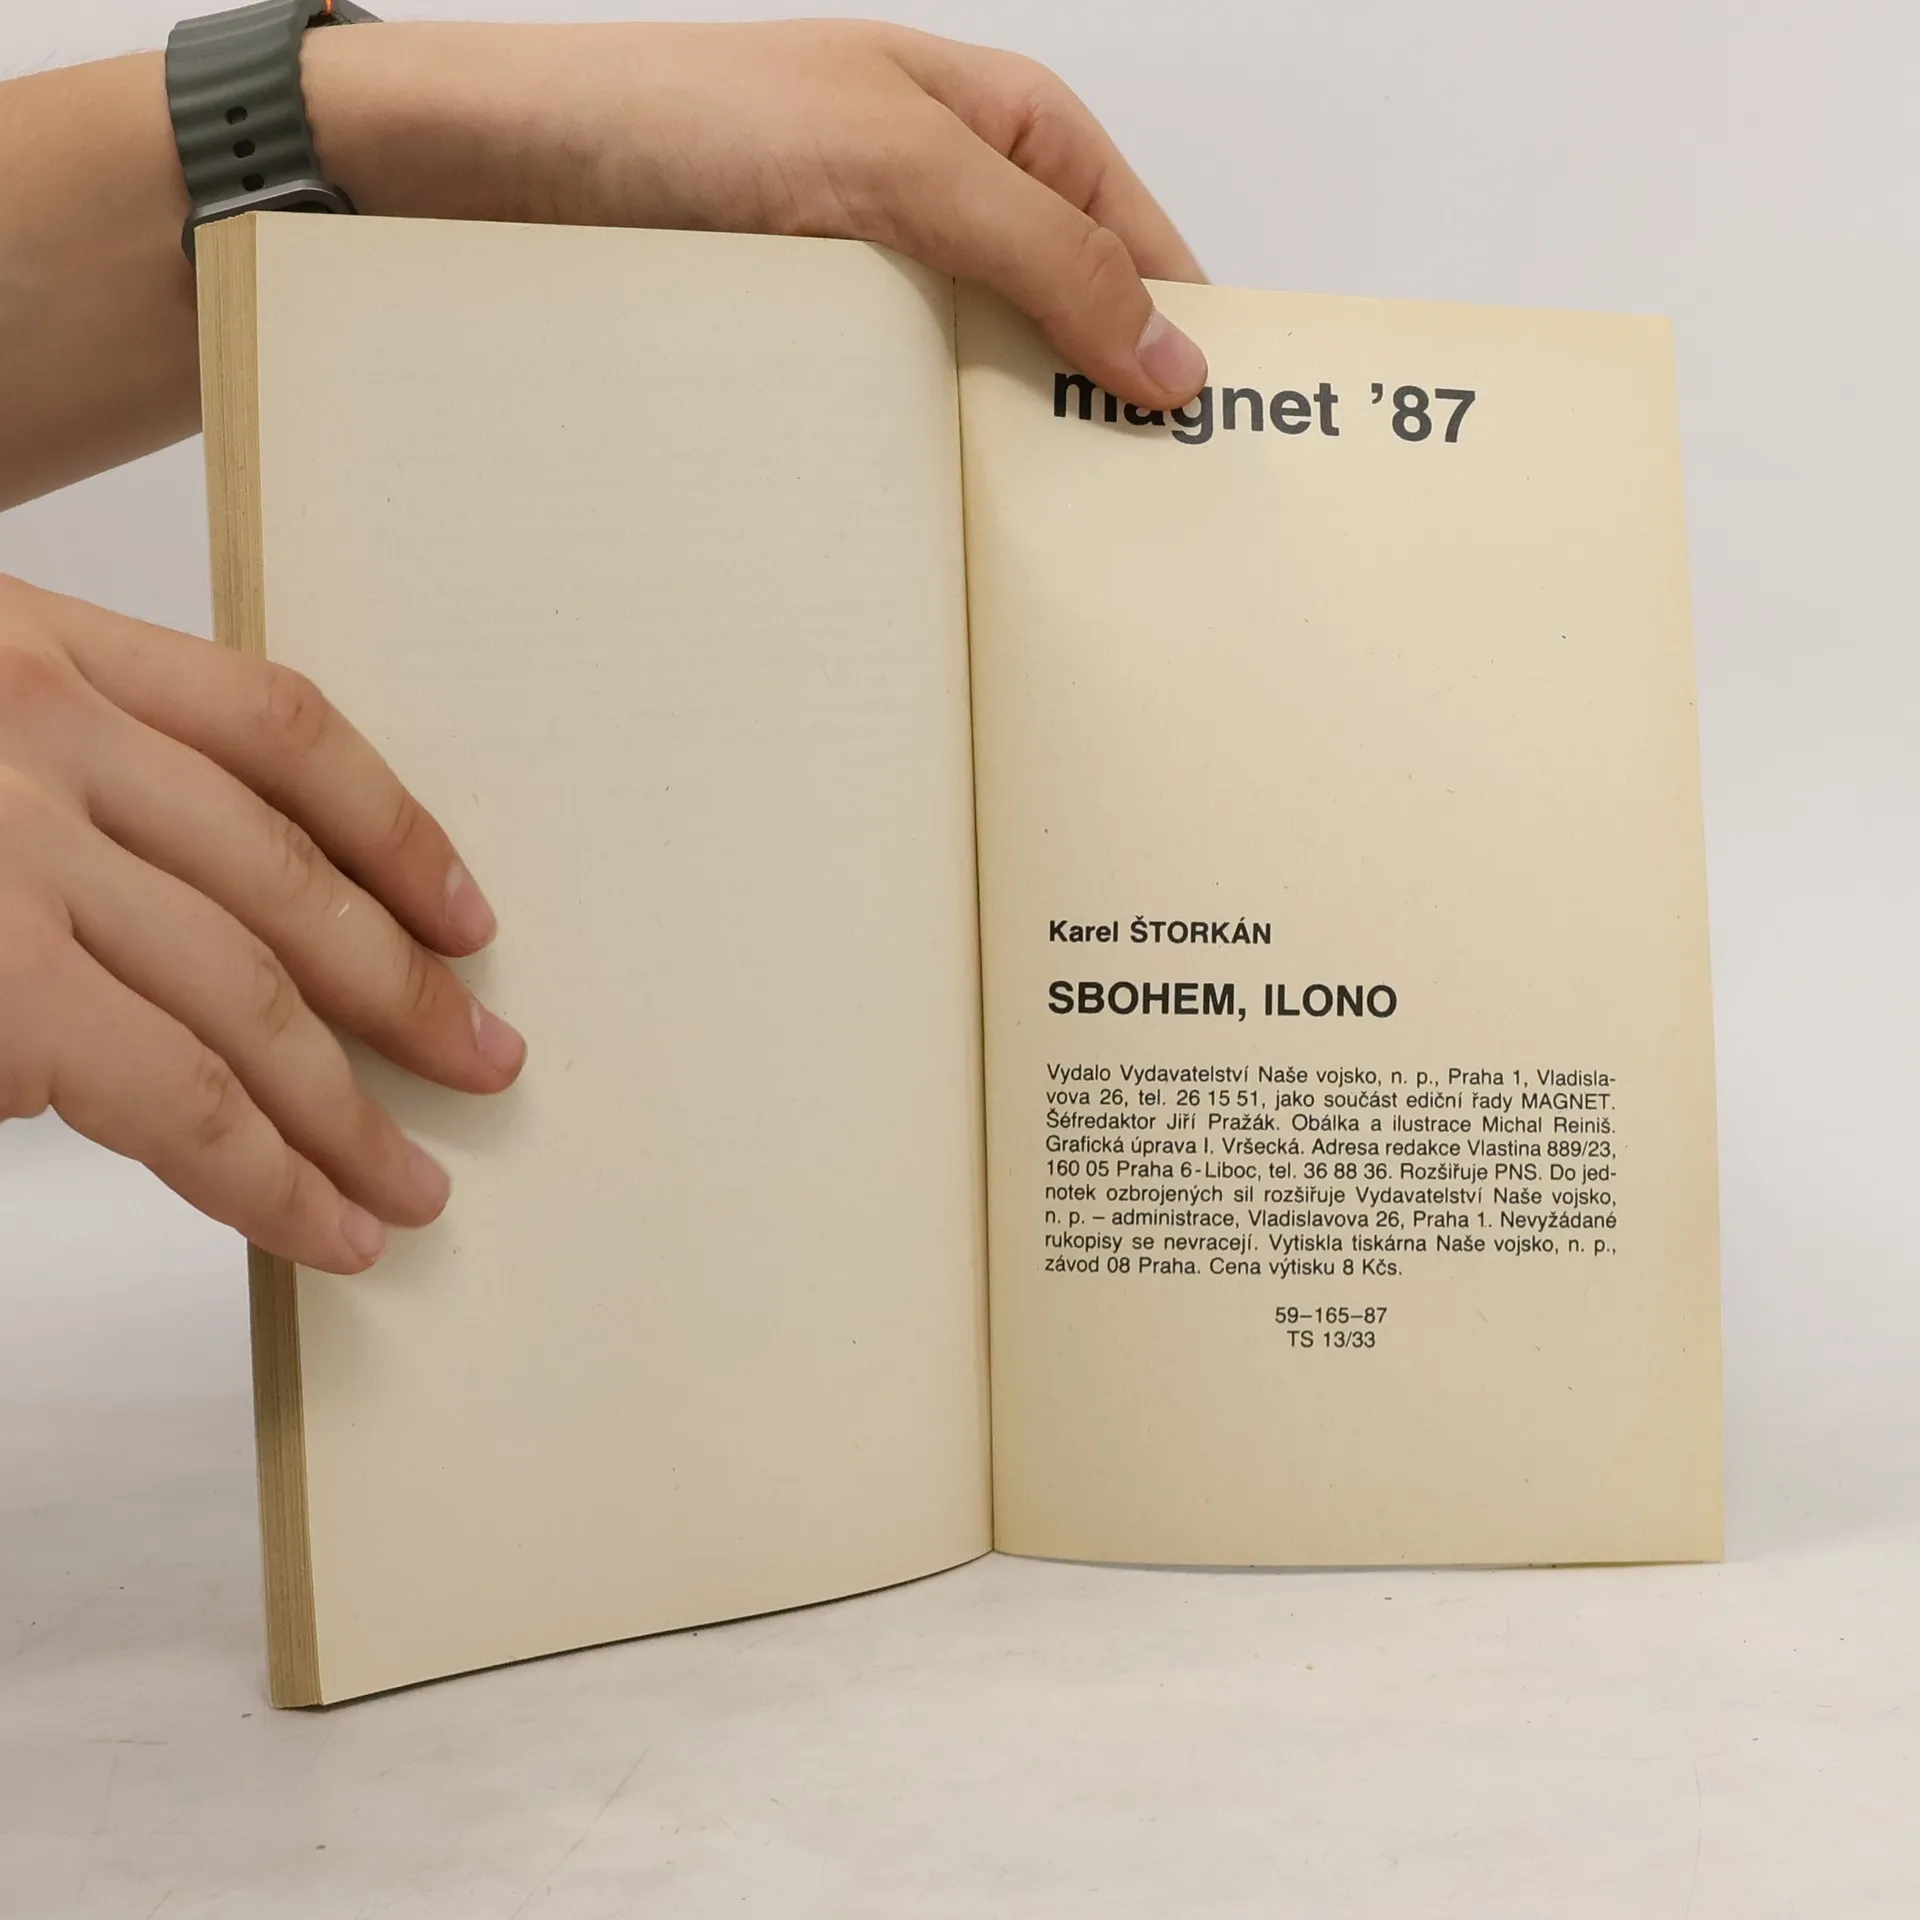 magnet ’87
Karel ŠTORKÁN
SBOHEM, ILONO
Vydalo Vydavatelství Naše vojsko, n. p., Praha 1, Vladisla-
vova 26, tel. 26 15 51, jako součást ediční řady MAGNET.
Šéfredaktor Jiří Pražák. Obálka a ilustrace Michal Reiniš.
Grafická úprava I. Vršecká. Adresa redakce Vlastina 889/23,
160 05 Praha 6-Liboc, tel. 36 88 36. Rozšiřuje PNS. Do jed-
notek ozbrojených sil rozšiřuje Vydavatelství Naše vojsko,
n. p. – administrace, Vladislavova 26, Praha 1. Nevyžádané
rukopisy se nevracejí. Vytiskla tiskárna Naše vojsko, n. p.,
závod 08 Praha. Cena výtisku 8 Kčs.
59–165–87
TS 13/33